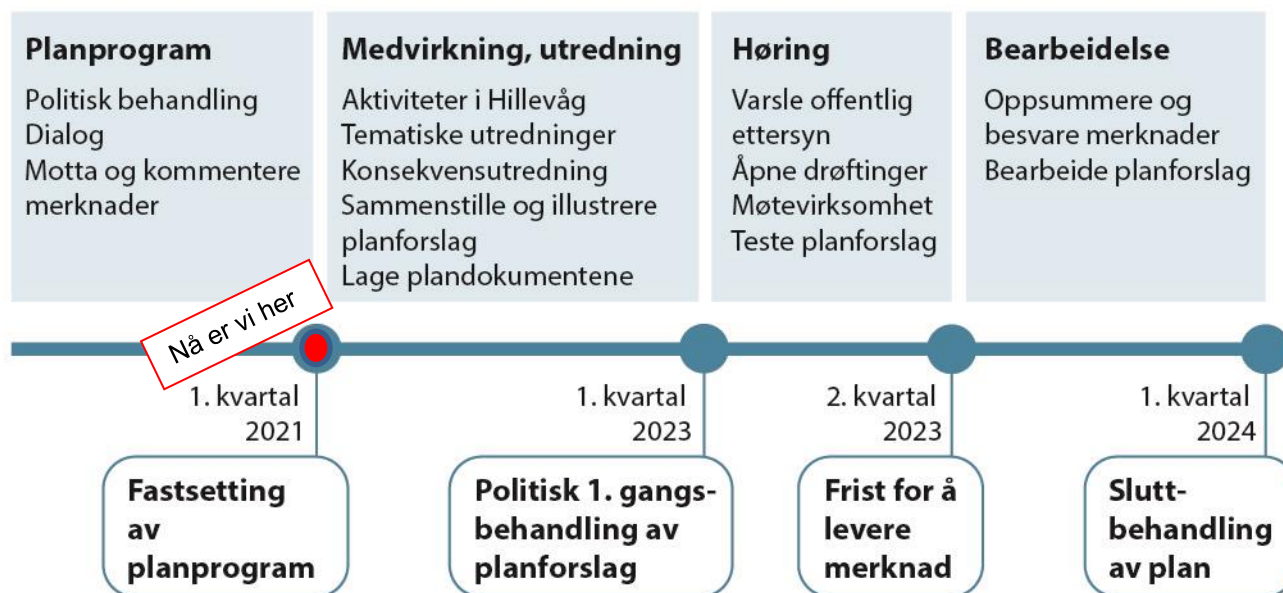 Planprogram
Politisk behandling
Dialog
Motta og kommentere
merknader
Medvirkning, utredning
Aktiviteter i Hillevåg
Tematiske utredninger
Konsekvensutredning
Sammenstille og illustrere
planforslag
Lage plandokumentene
Høring
Varsle offentlig
ettersyn
Åpne drøftinger
Møtevirksomhet
Teste planforslag
Bearbeidelse
Oppsummere og
besvare merknader
Bearbeide planforslag
Nå er vi her
1. kvartal
2021
1. kvartal
2023
2. kvartal
2023
1. kvartal
2024
Fastsetting
av
planprogram
Politisk 1. gangs-
behandling av
planforslag
Frist for å
levere
merknad
Slutt-
behandling
av plan